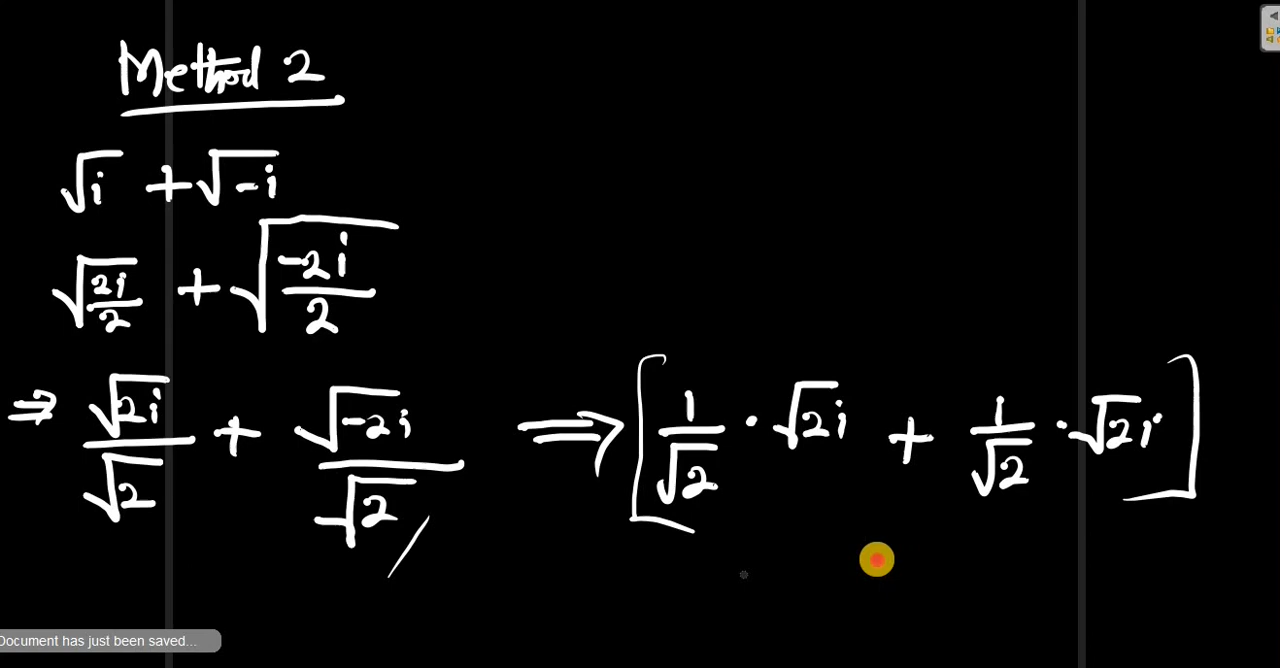 Method 2
√i + √-i
√(2i/2) + √(-2i/2)
⇒ √2i/√2 + √-2i/√2 ⟹ [1/√2 · √2i + 1/√2 · √2i]
Document has just been saved...